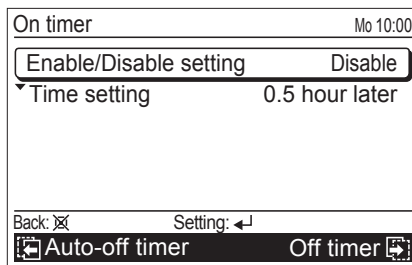 On timer Mo 10:00
Enable/Disable setting Disable
Time setting 0.5 hour later
Back: Setting:
Auto-off timer Off timer